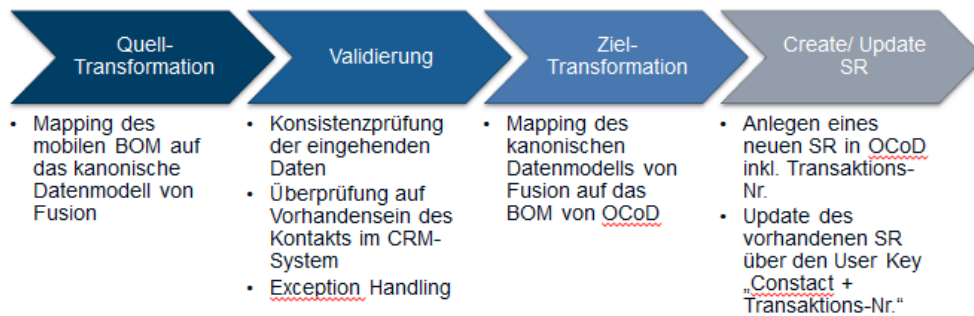 Quell-
Transformation
Validierung
Ziel-
Transformation
Create/ Update
SR
• Mapping des
mobilen BOM auf
das kanonische
Datenmodell von
Fusion
• Konsistenzprüfung
der eingehenden
Daten
• Überprüfung auf
Vorhandensein des
Kontakts im CRM-
System
• Exception Handling
• Mapping des
kanonischen
Datenmodells von
Fusion auf das
BOM von OCoD
• Anlegen eines
neuen SR in OCoD
inkl. Transaktions-
Nr.
• Update des
vorhandenen SR
über den User Key
„Constact +
Transaktions-Nr.“